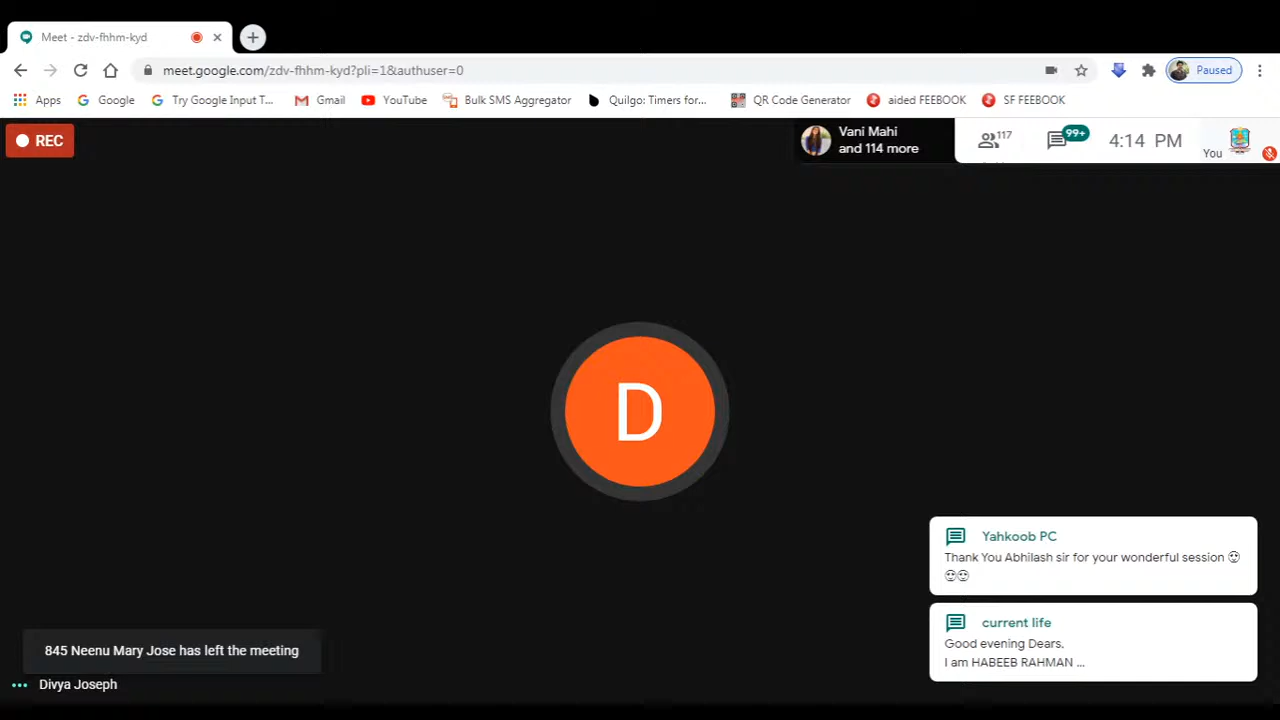 Meet - zdv-fhhm-kyd
meet.google.com/zdv-fhhm-kyd?pli=1&authuser=0
Paused
Apps
Google
Try Google Input T...
Gmail
YouTube
Bulk SMS Aggregator
Quilgo: Timers for...
QR Code Generator
aided FEEBOOK
SF FEEBOOK
REC
Vani Mahi
and 114 more
117
99+
4:14 PM
You
D
Yahkoob PC
Thank You Abhilash sir for your wonderful session 🙂
🙂🙂
current life
Good evening Dears.
I am HABEEB RAHMAN ...
845 Neenu Mary Jose has left the meeting
Divya Joseph